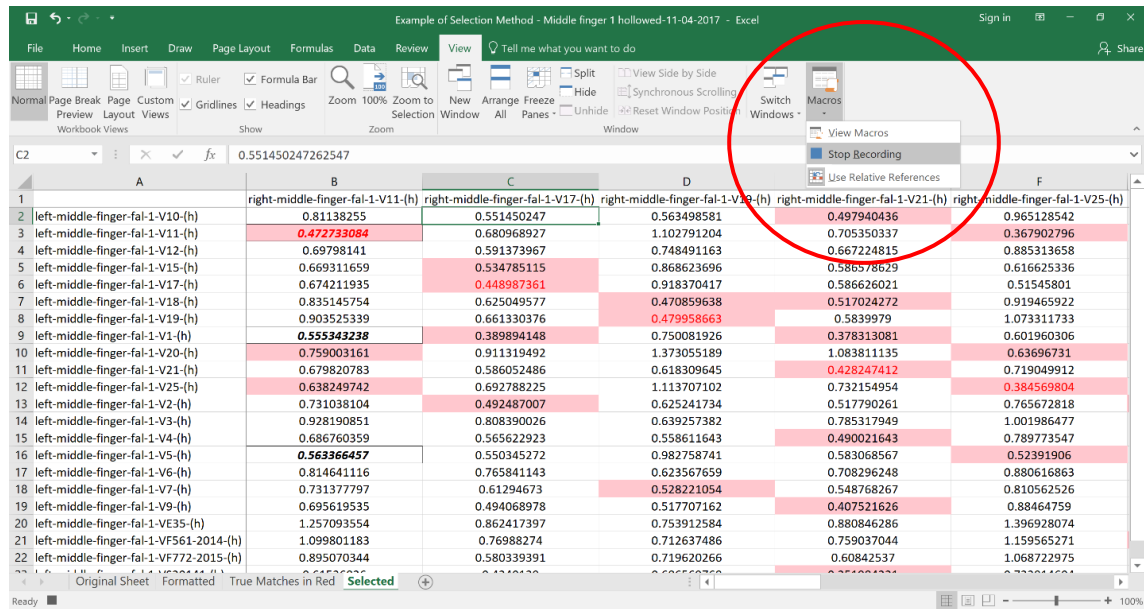 Example of Selection Method - Middle finger 1 hollowed-11-04-2017 - Excel Sign in
File Home Insert Draw Page Layout Formulas Data Review View Tell me what you want to do Share
Normal Page Break Preview Page Layout Custom Views Ruler Formula Bar Gridlines Headings Zoom 100% Zoom to Selection New Window Arrange All Freeze Panes Split Hide Unhide View Side by Side Synchronous Scrolling Reset Window Position Switch Windows Macros
Workbook Views Show Zoom Window
View Macros
Stop Recording
Use Relative References
C2 fx 0.551450247262547
A B C D F
1 right-middle-finger-fal-1-V11-(h) right-middle-finger-fal-1-V17-(h) right-middle-finger-fal-1-V19-(h) right-middle-finger-fal-1-V21-(h) right-middle-finger-fal-1-V25-(h)
2 left-middle-finger-fal-1-V10-(h) 0.81138255 0.551450247 0.563498581 0.497940436 0.965128542
3 left-middle-finger-fal-1-V11-(h) 0.472733084 0.680968927 1.102791204 0.705350337 0.367902796
4 left-middle-finger-fal-1-V12-(h) 0.69798141 0.591373967 0.748491163 0.667224815 0.885313658
5 left-middle-finger-fal-1-V15-(h) 0.669311659 0.534785115 0.868623696 0.586578629 0.616625336
6 left-middle-finger-fal-1-V17-(h) 0.674211935 0.448987361 0.918370417 0.586626021 0.51545801
7 left-middle-finger-fal-1-V18-(h) 0.835145754 0.625049577 0.470859638 0.517024272 0.919465922
8 left-middle-finger-fal-1-V19-(h) 0.903525339 0.661330376 0.479958663 0.5839979 1.073311733
9 left-middle-finger-fal-1-V1-(h) 0.555343238 0.389894148 0.750081926 0.378313081 0.601960306
10 left-middle-finger-fal-1-V20-(h) 0.759003161 0.911319492 1.373055189 1.083811135 0.63696731
11 left-middle-finger-fal-1-V21-(h) 0.679820783 0.586052486 0.618309645 0.428247412 0.719049912
12 left-middle-finger-fal-1-V25-(h) 0.638249742 0.692788225 1.113707102 0.732154954 0.384569804
13 left-middle-finger-fal-1-V2-(h) 0.731038104 0.492487007 0.625241734 0.517790261 0.765672818
14 left-middle-finger-fal-1-V3-(h) 0.928190851 0.808390026 0.639257382 0.785317949 1.001986477
15 left-middle-finger-fal-1-V4-(h) 0.686760359 0.565622923 0.558611643 0.490021643 0.789773547
16 left-middle-finger-fal-1-V5-(h) 0.563366457 0.550345272 0.982758741 0.583068567 0.52391906
17 left-middle-finger-fal-1-V6-(h) 0.814641116 0.765841143 0.623567659 0.708296248 0.880616863
18 left-middle-finger-fal-1-V7-(h) 0.731377797 0.61294673 0.528221054 0.548768267 0.810562526
19 left-middle-finger-fal-1-V9-(h) 0.695619535 0.494068978 0.517707162 0.407521626 0.88464759
20 left-middle-finger-fal-1-VE35-(h) 1.257093554 0.862417397 0.753912584 0.880846286 1.396928074
21 left-middle-finger-fal-1-VF561-2014-(h) 1.099801183 0.76988274 0.712637486 0.759037044 1.159565271
22 left-middle-finger-fal-1-VF772-2015-(h) 0.895070344 0.580339391 0.719620266 0.60842537 1.068722975
Original Sheet Formatted True Matches in Red Selected
Ready 100%